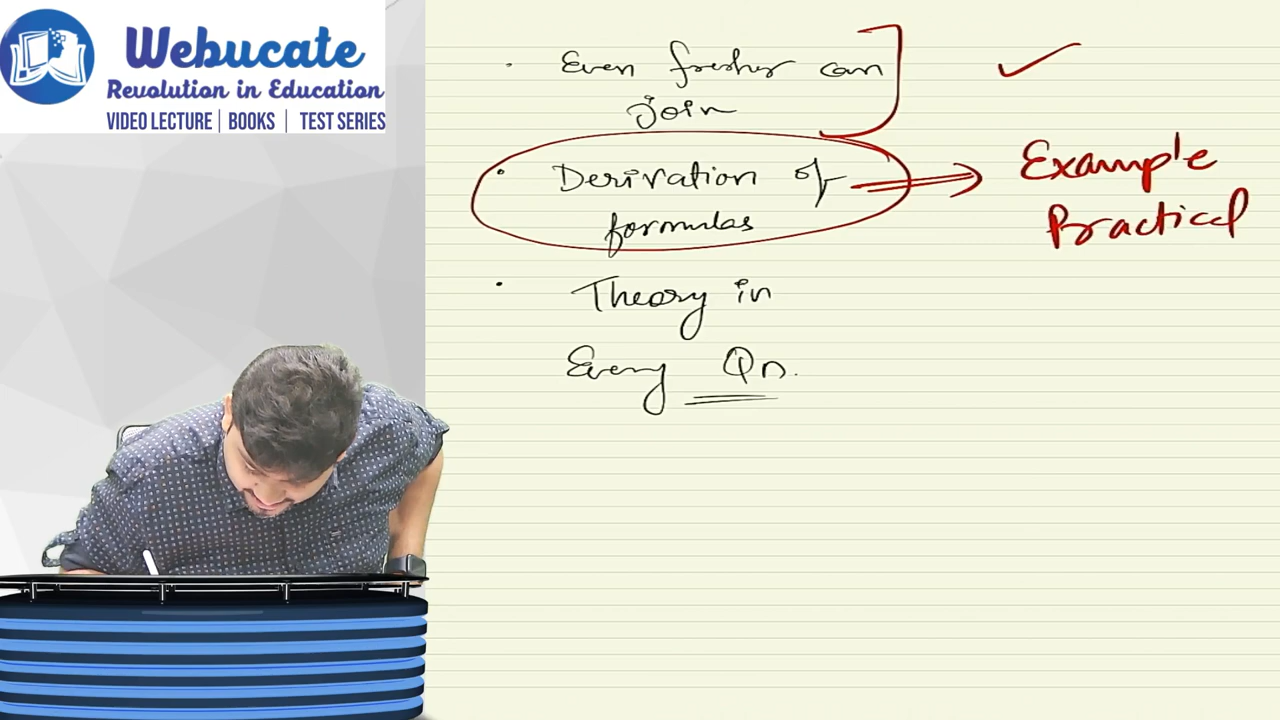 Webucate
Revolution in Education
VIDEO LECTURE | BOOKS | TEST SERIES
· Even fresher can
join
· Derivation of
formulas
Example
Practical
· Theory in
Every Qn.